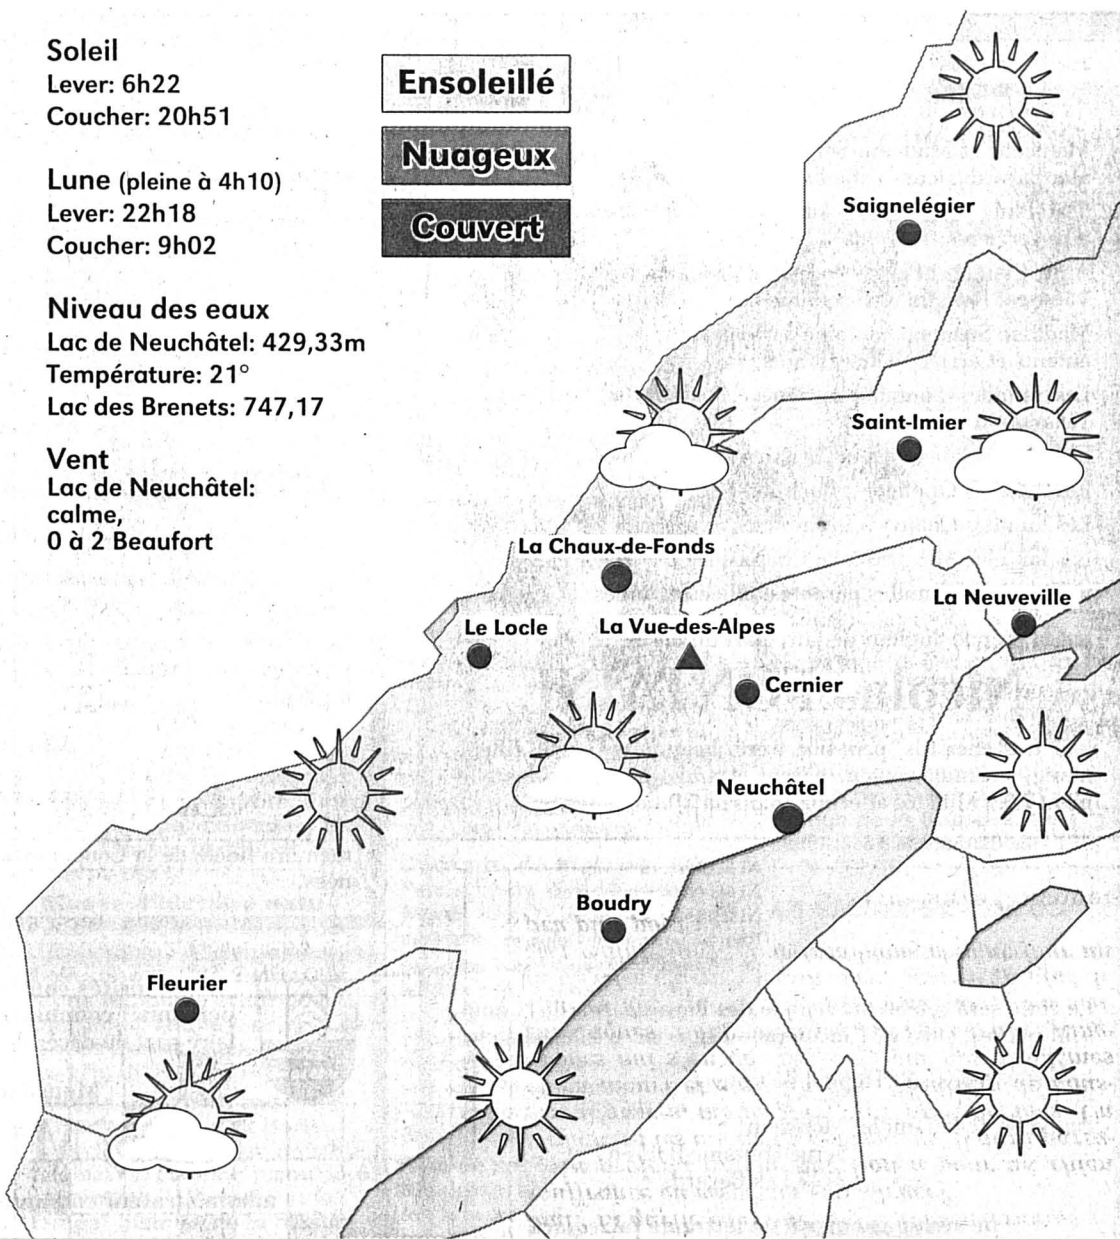 Soleil
Lever: 6h22
Coucher: 20h51
Lune (pleine à 4h10)
Lever: 22h18
Coucher: 9h02
Niveau des eaux
Lac de Neuchâtel: 429,33m
Température: 21°
Lac des Brenets: 747,17
Vent
Lac de Neuchâtel:
calme,
0 à 2 Beaufort
Ensoleillé
Nuageux
Couvert
Saignelégier
Saint-Imier
La Chaux-de-Fonds
La Neuveville
Le Locle
La Vue-des-Alpes
Cernier
Neuchâtel
Boudry
Fleurier